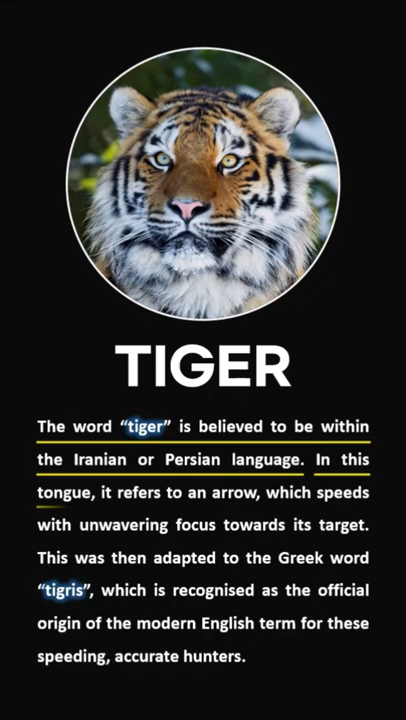 TIGER
The word “tiger” is believed to be within
the Iranian or Persian language. In this
tongue, it refers to an arrow, which speeds
with unwavering focus towards its target.
This was then adapted to the Greek word
“tigris”, which is recognised as the official
origin of the modern English term for these
speeding, accurate hunters.